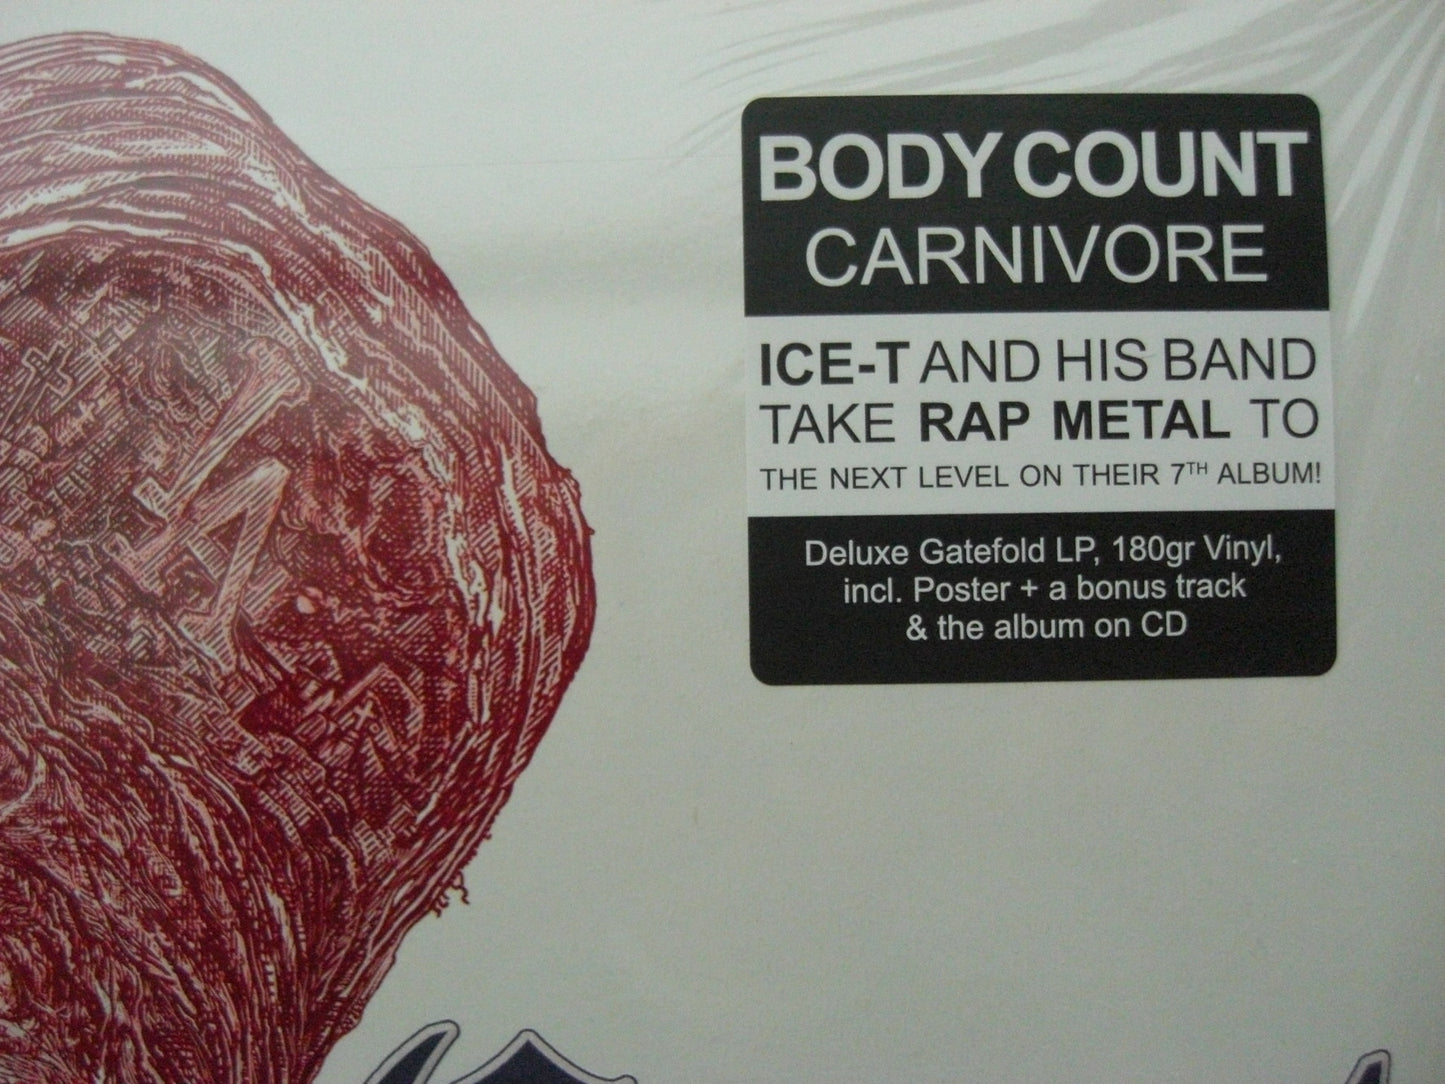 BODY COUNT
CARNIVORE
ICE-T AND HIS BAND
TAKE RAP METAL TO
THE NEXT LEVEL ON THEIR 7TH ALBUM!
Deluxe Gatefold LP, 180gr Vinyl,
incl. Poster + a bonus track
& the album on CD